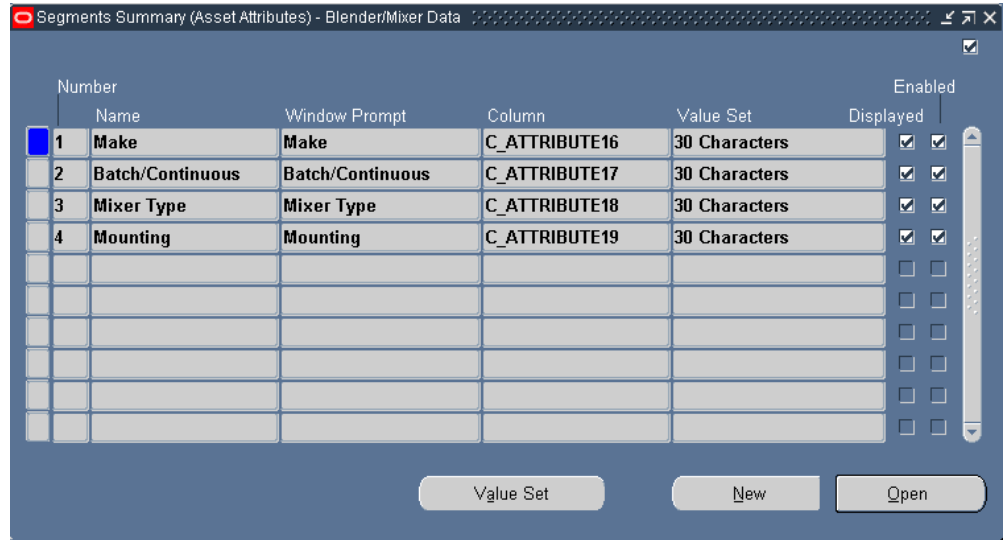 Segments Summary (Asset Attributes) - Blender/Mixer Data
Number Enabled
Name Window Prompt Column Value Set Displayed
1 Make Make C_ATTRIBUTE16 30 Characters
2 Batch/Continuous Batch/Continuous C_ATTRIBUTE17 30 Characters
3 Mixer Type Mixer Type C_ATTRIBUTE18 30 Characters
4 Mounting Mounting C_ATTRIBUTE19 30 Characters
Value Set New Open